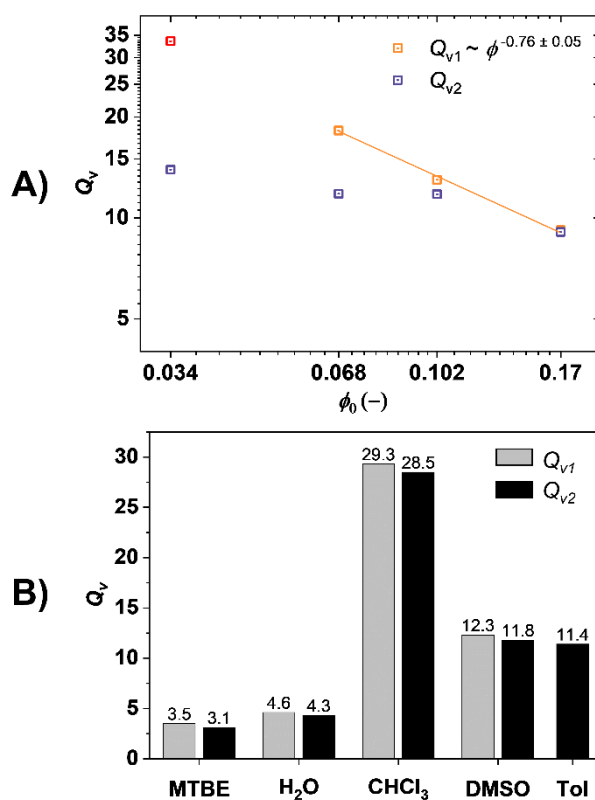 A)
Qv
35
30
25
20
15
10
5
Qv1 ~ ϕ^-0.76 ± 0.05
Qv2
0.034 0.068 0.102 0.17
ϕ0 (−)
B)
Qv
30
25
20
15
10
5
0
Qv1
Qv2
3.5 3.1 4.6 4.3 29.3 28.5 12.3 11.8 11.4
MTBE H2O CHCl3 DMSO Tol